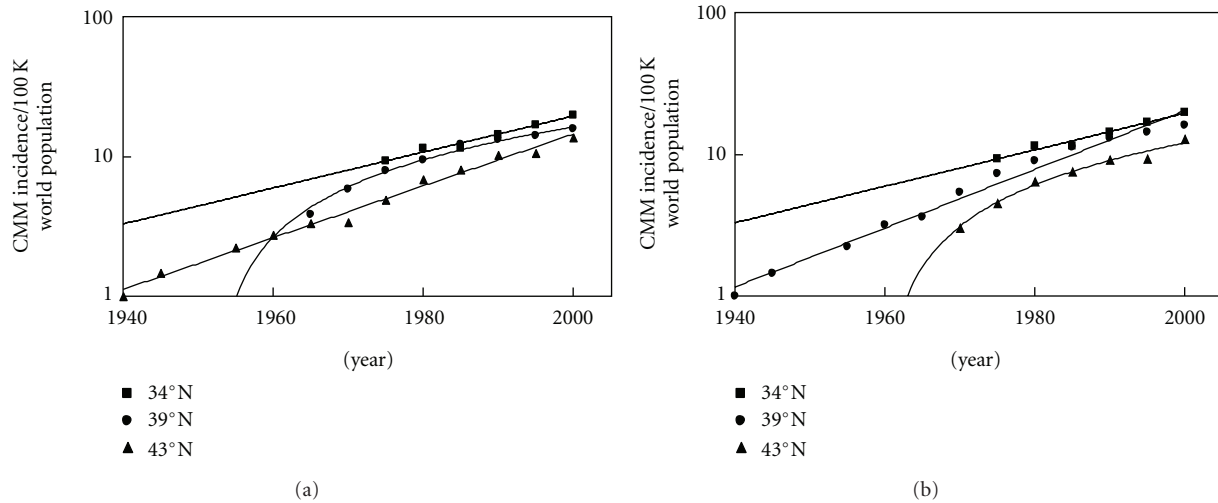 100
10
1
CMM incidence/100 K
world population
1940
1960
1980
2000
(year)
34°N
39°N
43°N
(a)
100
10
1
CMM incidence/100 K
world population
1940
1960
1980
2000
(year)
34°N
39°N
43°N
(b)